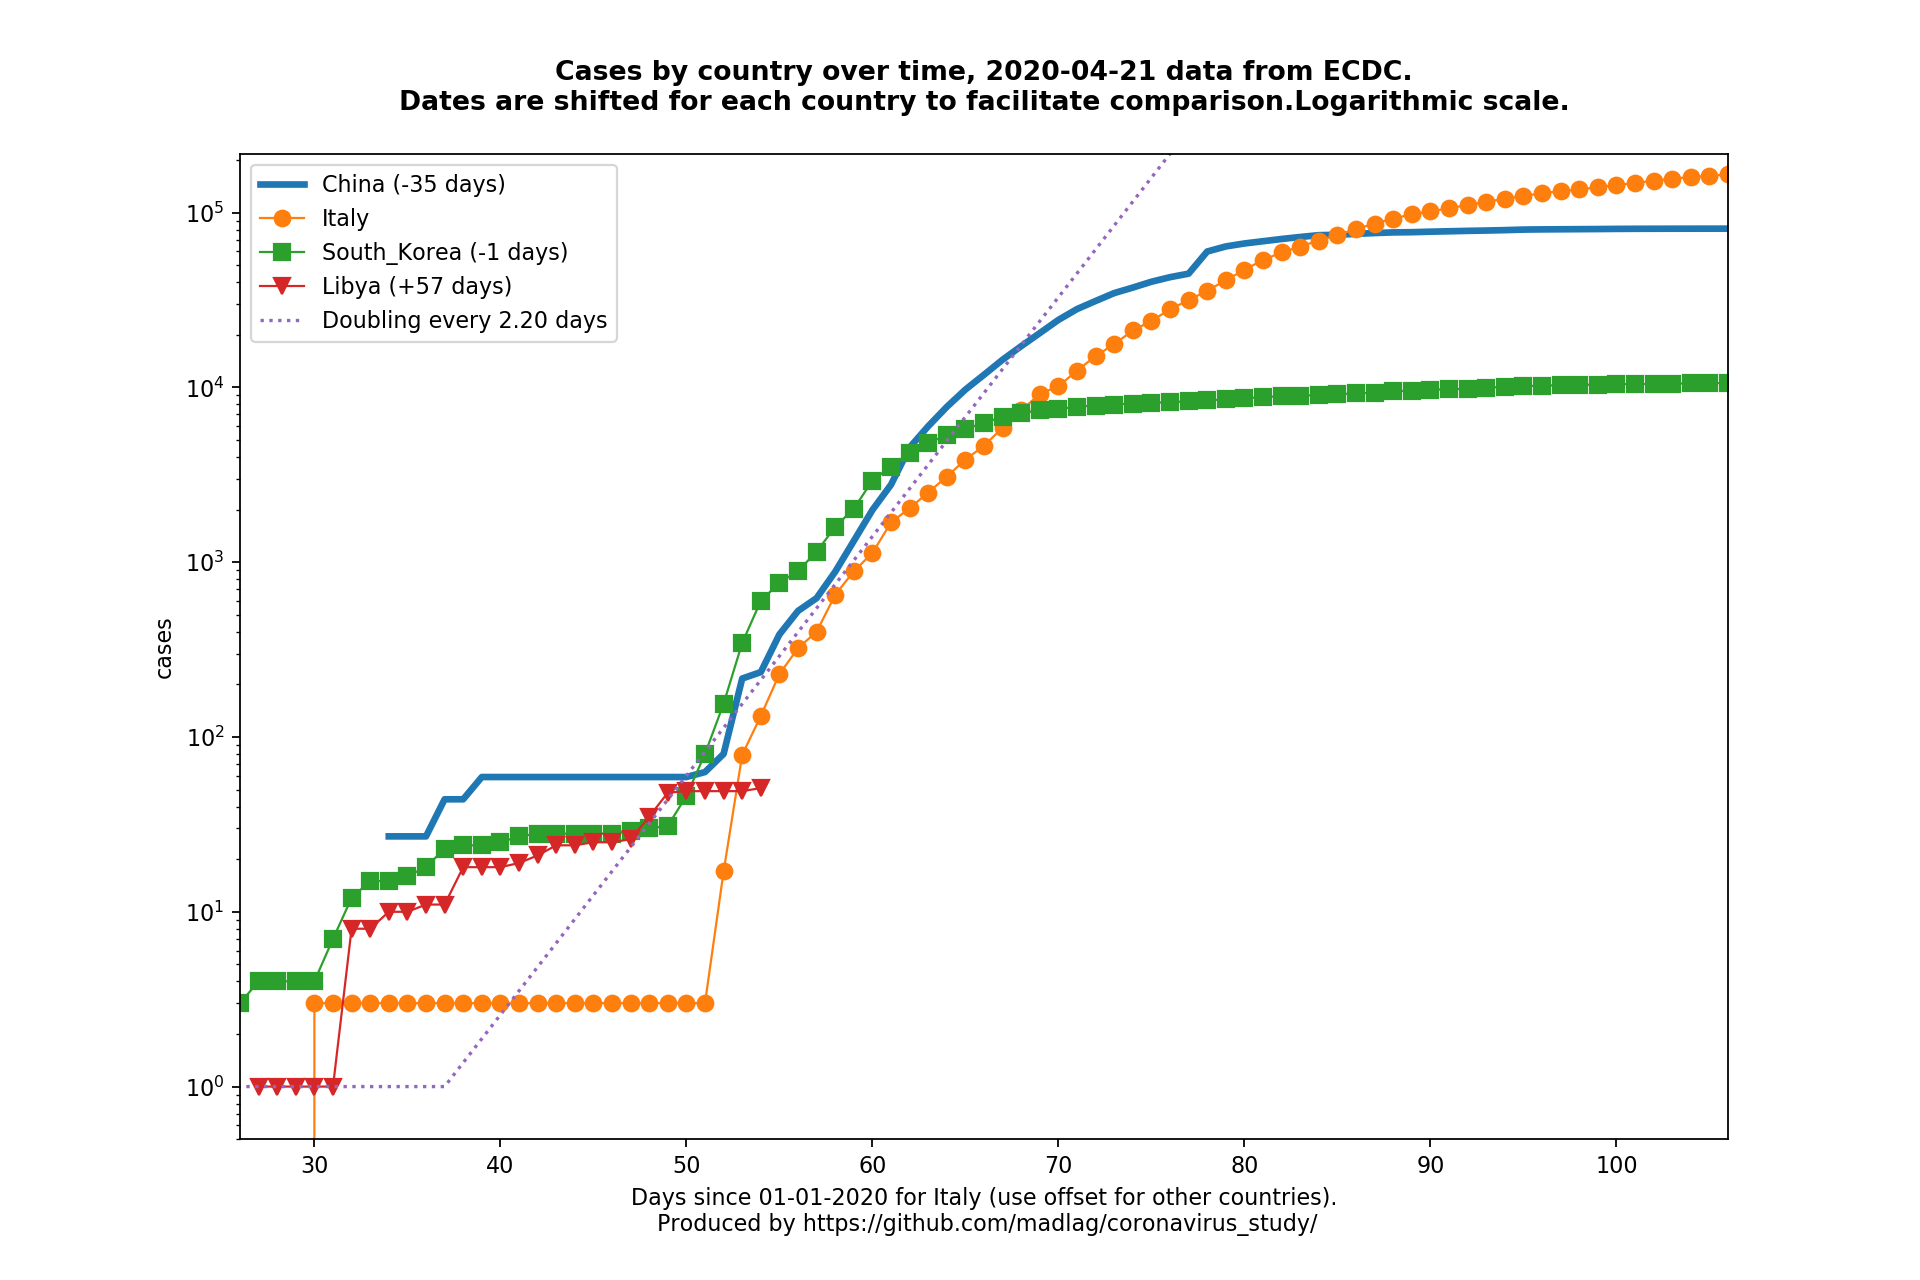 Cases by country over time, 2020-04-21 data from ECDC.
Dates are shifted for each country to facilitate comparison.Logarithmic scale.
China (-35 days)
Italy
South_Korea (-1 days)
Libya (+57 days)
Doubling every 2.20 days
cases
10⁵
10⁴
10³
10²
10¹
10⁰
30 40 50 60 70 80 90 100
Days since 01-01-2020 for Italy (use offset for other countries).
Produced by https://github.com/madlag/coronavirus_study/